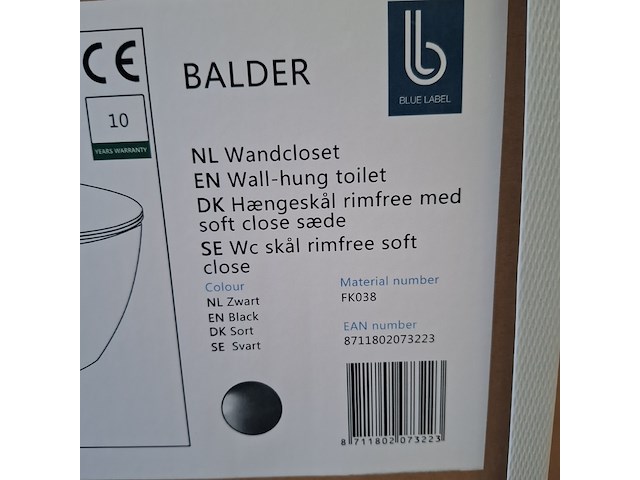 CE
BALDER
BLUE LABEL
10
YEARS WARRANTY
NL Wandcloset
EN Wall-hung toilet
DK Hængeskål rimfree med
soft close sæde
SE Wc skål rimfree soft
close
Colour
NL Zwart
EN Black
DK Sort
SE Svart
Material number
FK038
EAN number
8711802073223
8 711802 073223